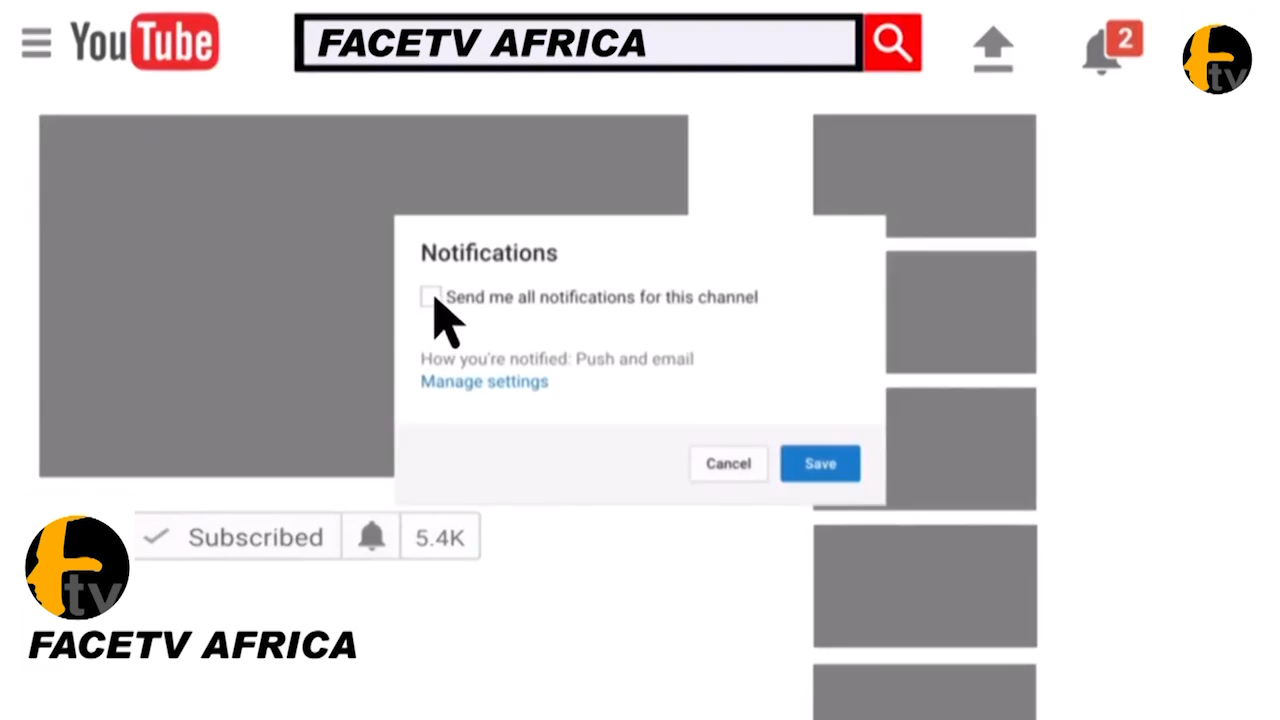 YouTube
FACETV AFRICA
2
tv
Notifications
Send me all notifications for this channel
How you're notified: Push and email
Manage settings
Cancel
Save
Subscribed
5.4K
tv
FACETV AFRICA